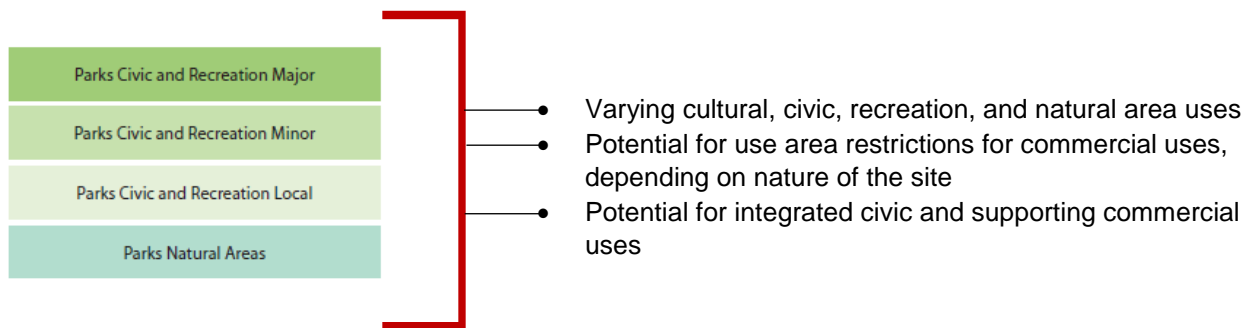 Parks Civic and Recreation Major
Parks Civic and Recreation Minor
Parks Civic and Recreation Local
Parks Natural Areas
• Varying cultural, civic, recreation, and natural area uses
• Potential for use area restrictions for commercial uses,
depending on nature of the site
• Potential for integrated civic and supporting commercial
uses